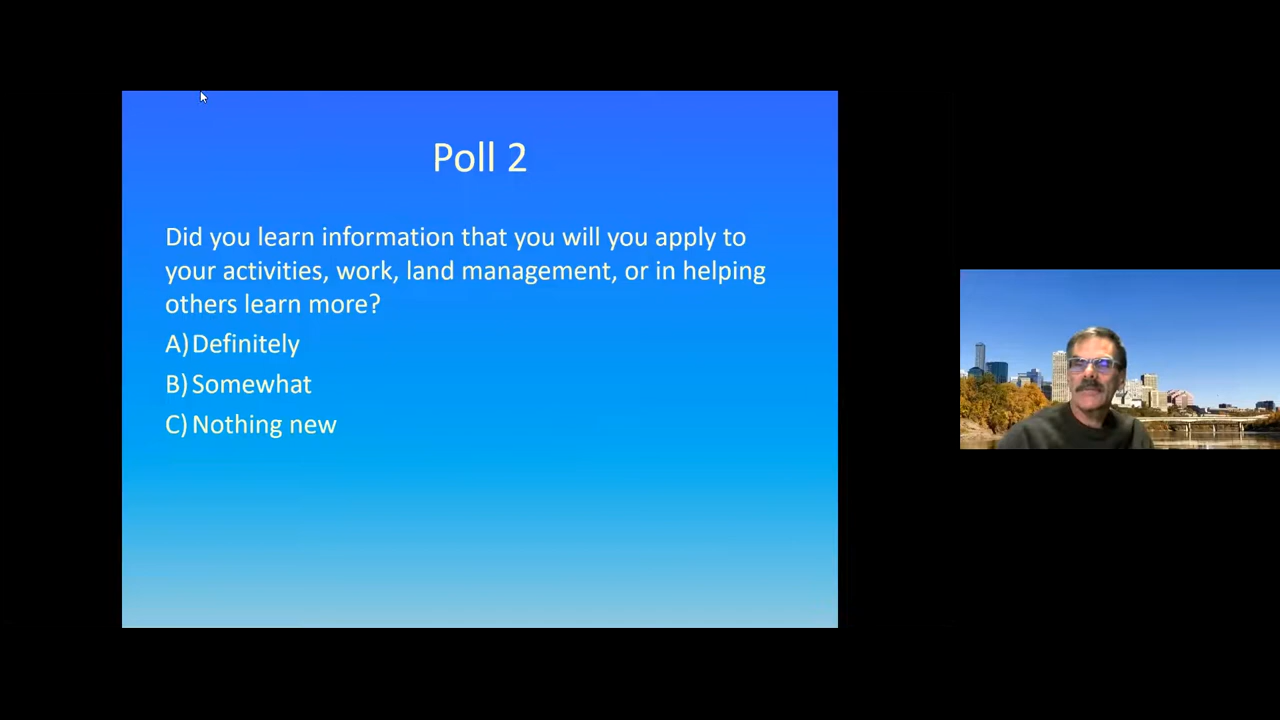 Poll 2
Did you learn information that you will you apply to
your activities, work, land management, or in helping
others learn more?
A) Definitely
B) Somewhat
C) Nothing new